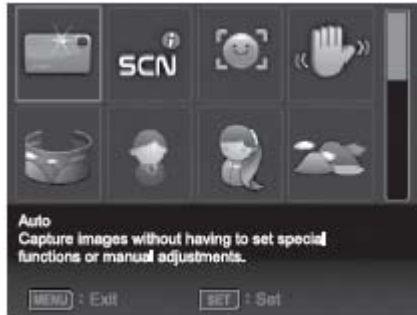 SCN
Auto
Capture images without having to set special
functions or manual adjustments.
MENU : Exit SET : Set